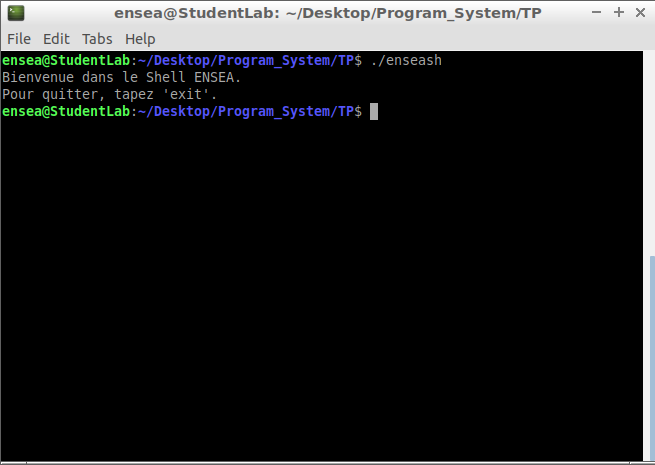 ensea@StudentLab: ~/Desktop/Program_System/TP
File Edit Tabs Help
ensea@StudentLab:~/Desktop/Program_System/TP$ ./enseash
Bienvenue dans le Shell ENSEA.
Pour quitter, tapez 'exit'.
ensea@StudentLab:~/Desktop/Program_System/TP$